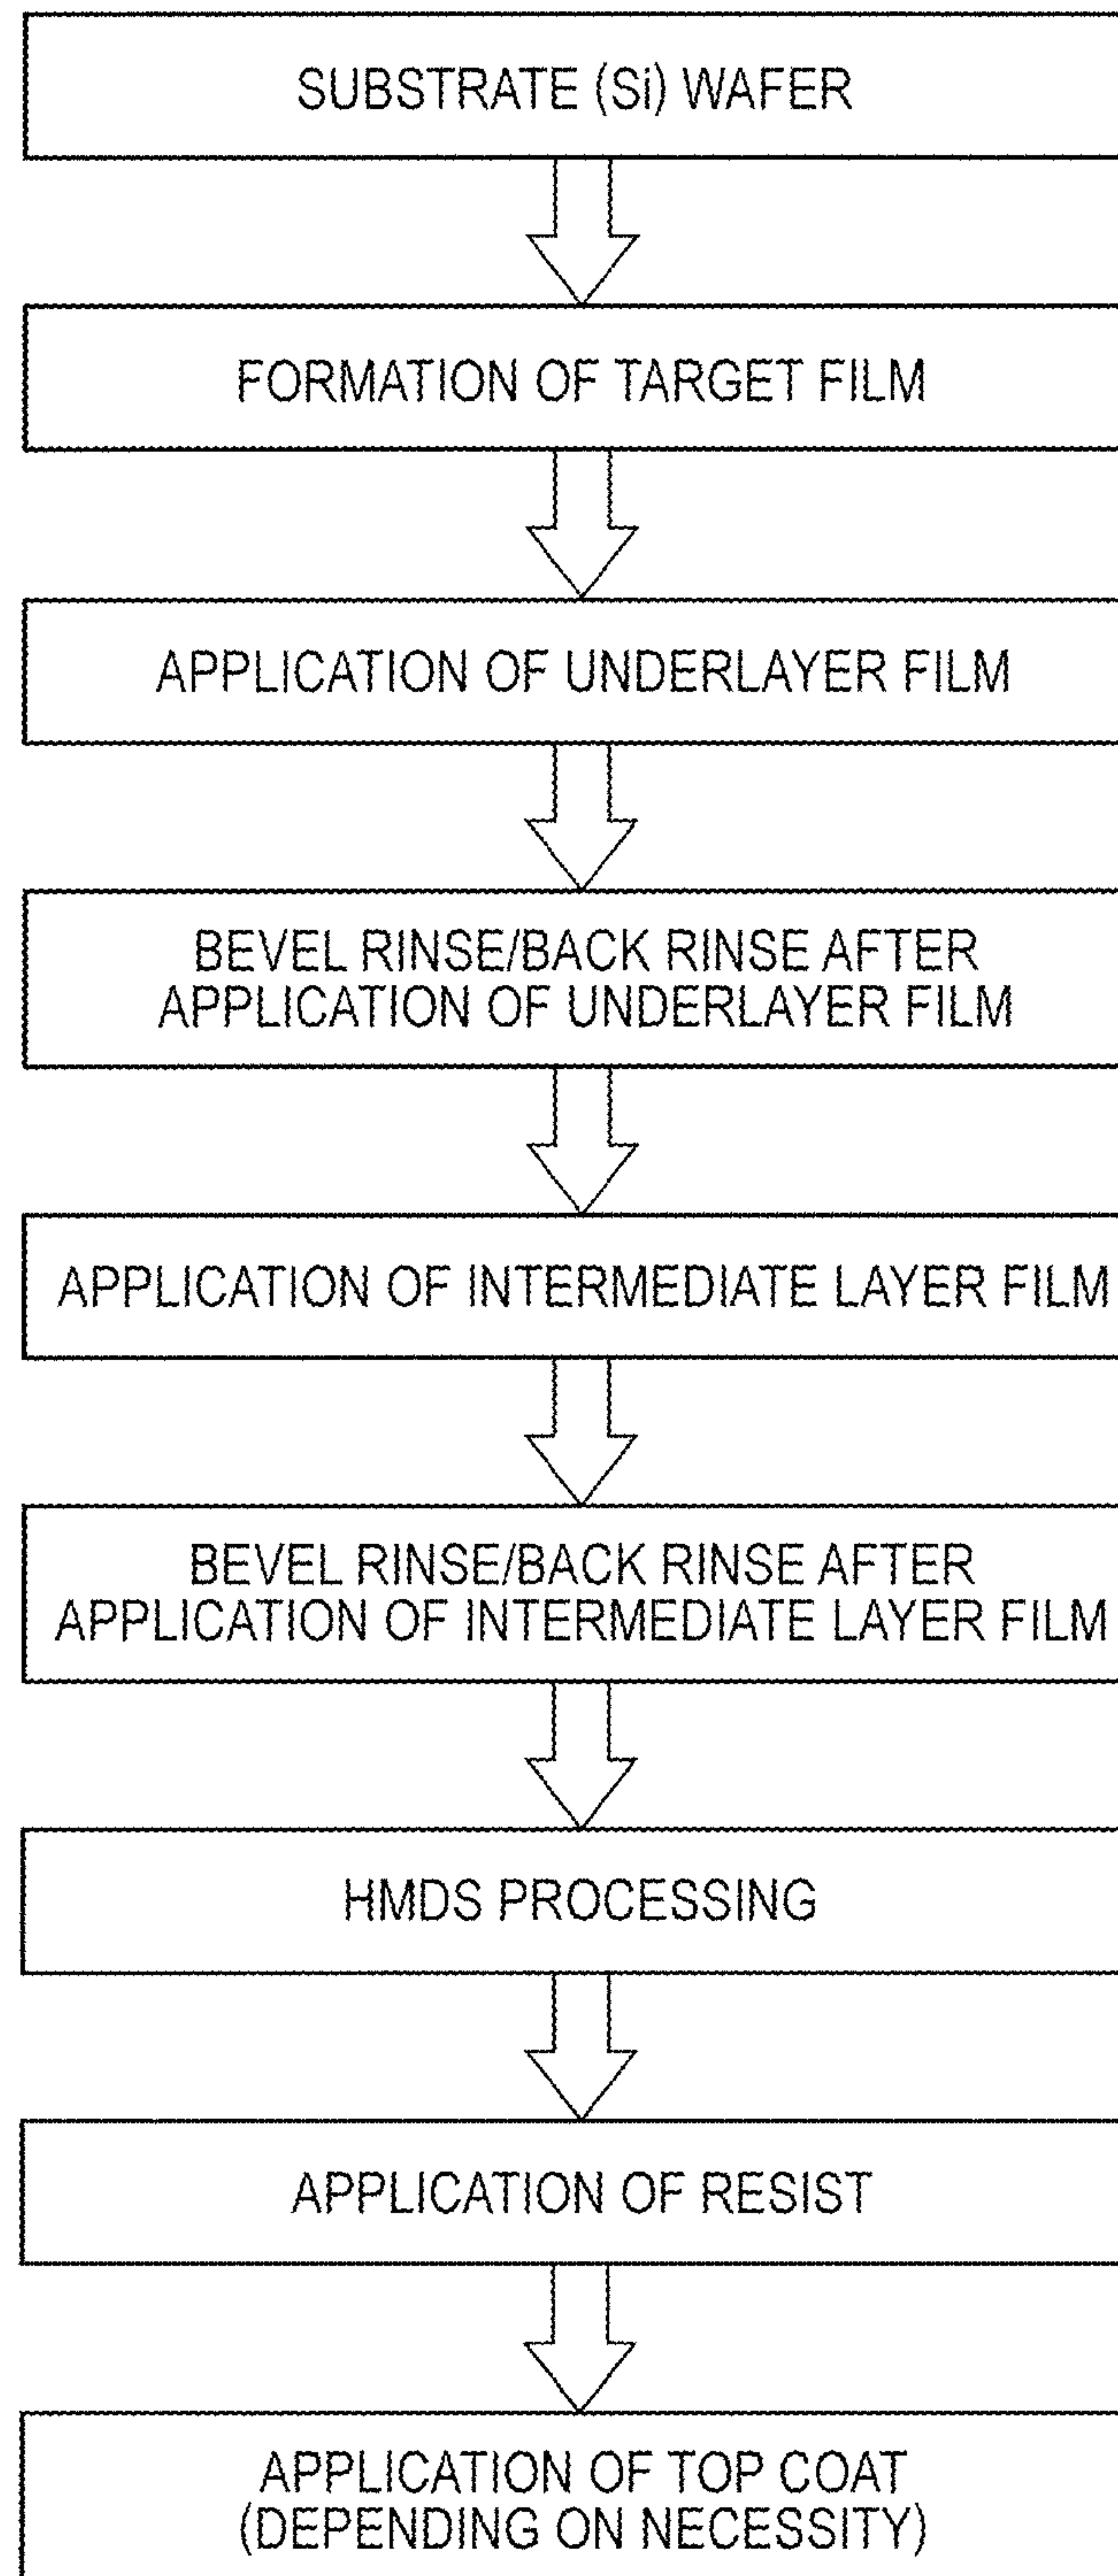 SUBSTRATE (Si) WAFER
FORMATION OF TARGET FILM
APPLICATION OF UNDERLAYER FILM
BEVEL RINSE/BACK RINSE AFTER
APPLICATION OF UNDERLAYER FILM
APPLICATION OF INTERMEDIATE LAYER FILM
BEVEL RINSE/BACK RINSE AFTER
APPLICATION OF INTERMEDIATE LAYER FILM
HMDS PROCESSING
APPLICATION OF RESIST
APPLICATION OF TOP COAT
(DEPENDING ON NECESSITY)